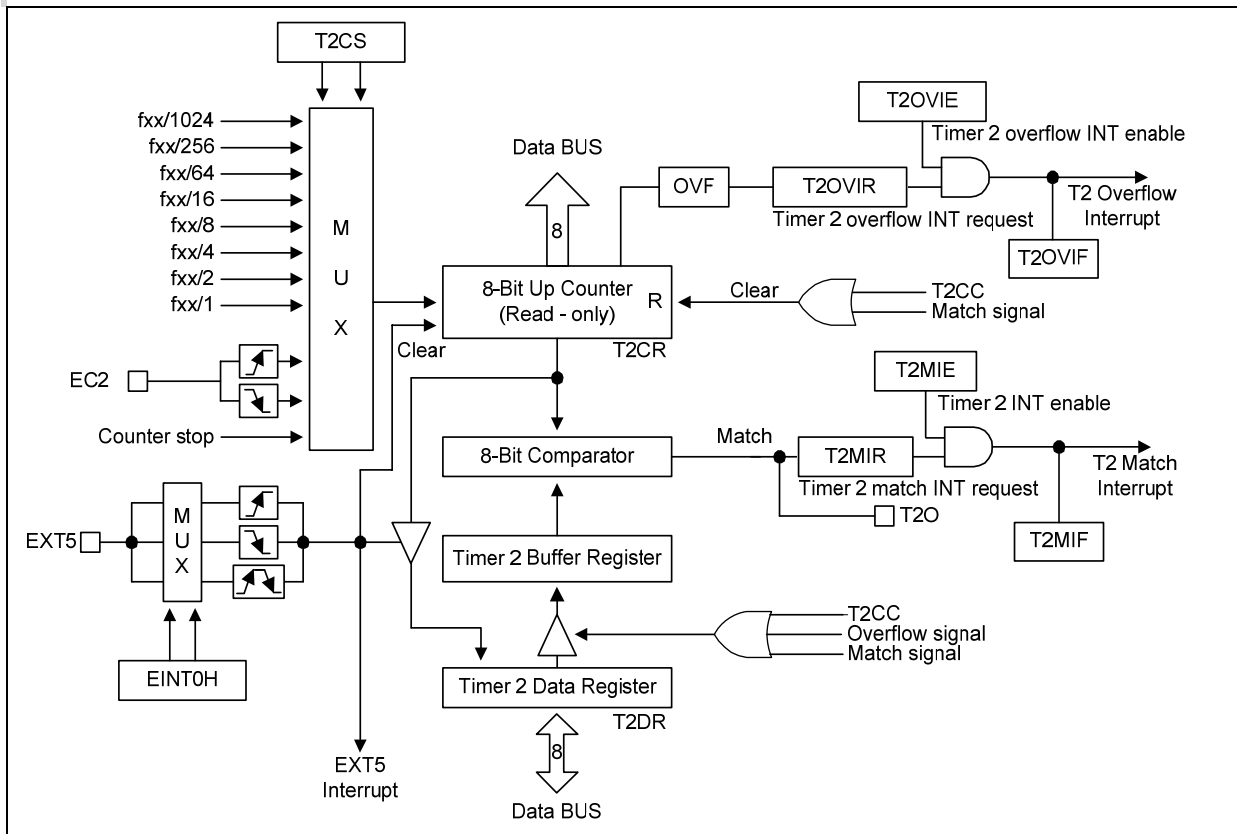 T2CS
fxx/1024
fxx/256
fxx/64
fxx/16
fxx/8
fxx/4
fxx/2
fxx/1
M
U
X
EC2
Counter stop
EXT5
M
U
X
EINT0H
EXT5
Interrupt
Data BUS
8
8-Bit Up Counter
(Read - only)
R
T2CR
Clear
Clear
T2CC
Match signal
OVF
T2OVIR
Timer 2 overflow INT request
T2OVIE
Timer 2 overflow INT enable
T2 Overflow
Interrupt
T2OVIF
8-Bit Comparator
Match
T2MIR
Timer 2 match INT request
T2O
T2MIE
Timer 2 INT enable
T2 Match
Interrupt
T2MIF
Timer 2 Buffer Register
T2CC
Overflow signal
Match signal
Timer 2 Data Register
T2DR
8
Data BUS